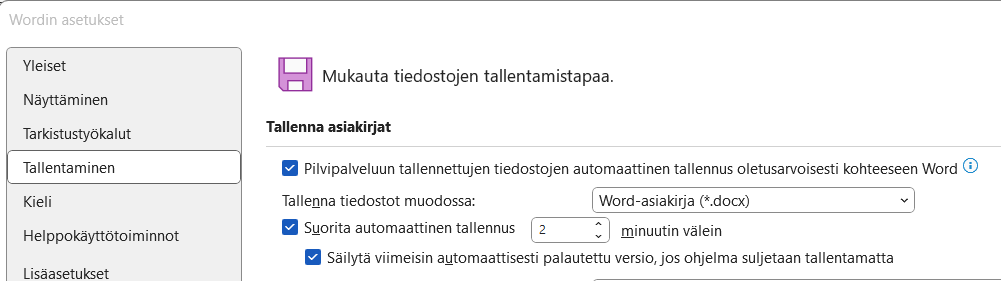 Wordin asetukset
Yleiset
Näyttäminen
Tarkistustyökalut
Tallentaminen
Kieli
Helppokäyttötoiminnot
Lisäasetukset
Mukauta tiedostojen tallentamistapaa.
Tallenna asiakirjat
Pilvipalveluun tallennettujen tiedostojen automaattinen tallennus oletusarvoisesti kohteeseen Word
Tallenna tiedostot muodossa: Word-asiakirja (*.docx)
Suorita automaattinen tallennus 2 minuutin välein
Säilytä viimeisin automaattisesti palautettu versio, jos ohjelma suljetaan tallentamatta